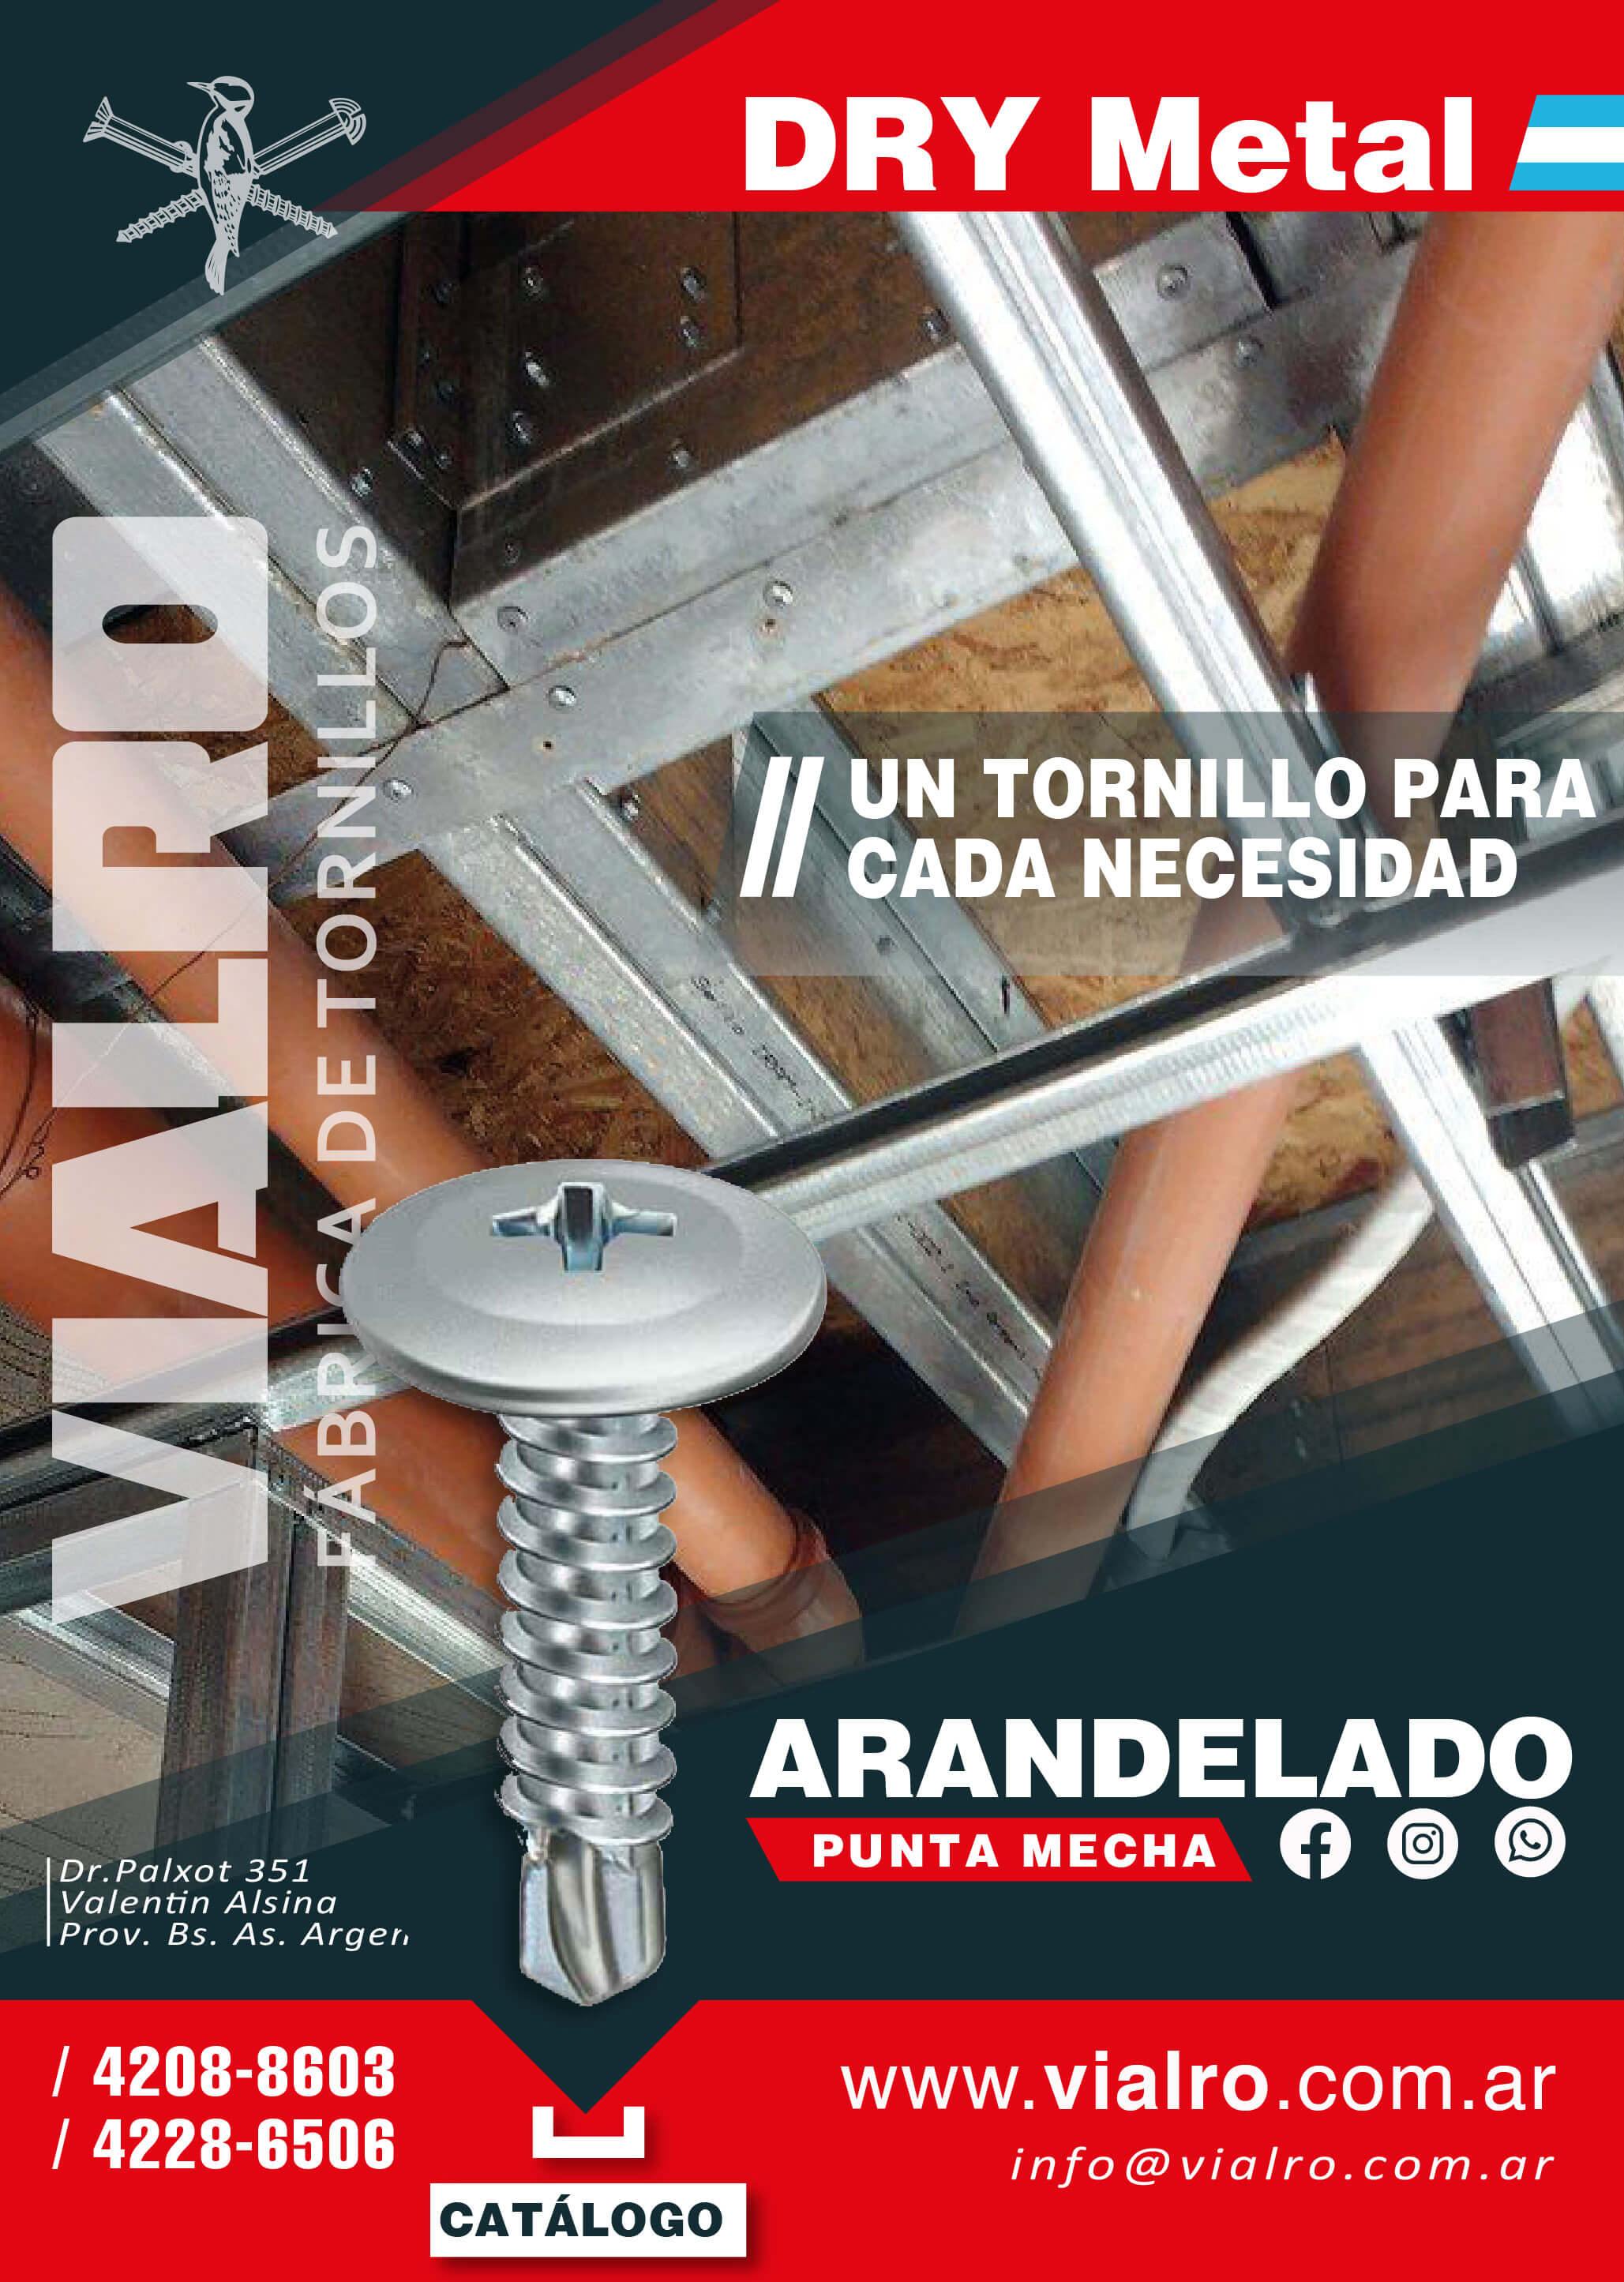 DRY Metal
VIALRO
FABRICA DE TORNILLOS
UN TORNILLO PARA
CADA NECESIDAD
ARANDELADO
PUNTA MECHA
Dr.Palxot 351
Valentin Alsina
Prov. Bs. As.
/ 4208-8603
/ 4228-6506
www.vialro.com.ar
info@vialro.com.ar
CATÁLOGO